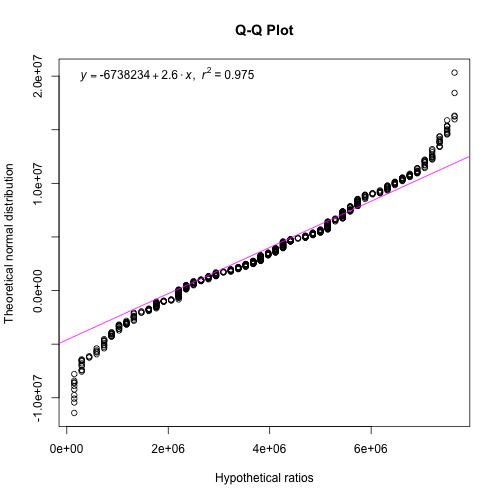 Q-Q Plot
y = -6738234 + 2.6 · x, r² = 0.975
Theoretical normal distribution
2.0e+07
1.0e+07
0.0e+00
-1.0e+07
0e+00 2e+06 4e+06 6e+06
Hypothetical ratios